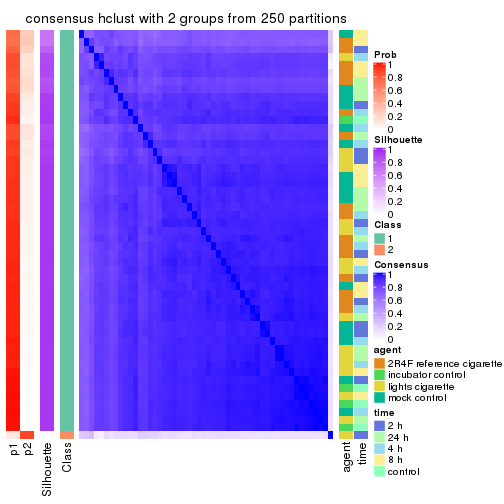 consensus hclust with 2 groups from 250 partitions
Prob
1
0.8
0.6
0.4
0.2
0
Silhouette
1
0.8
0.6
0.4
0.2
0
Class
1
2
Consensus
1
0.8
0.6
0.4
0.2
0
agent
2R4F reference cigarette
incubator control
lights cigarette
mock control
time
2 h
24 h
4 h
8 h
control
p1
p2
Silhouette
Class
agent
time